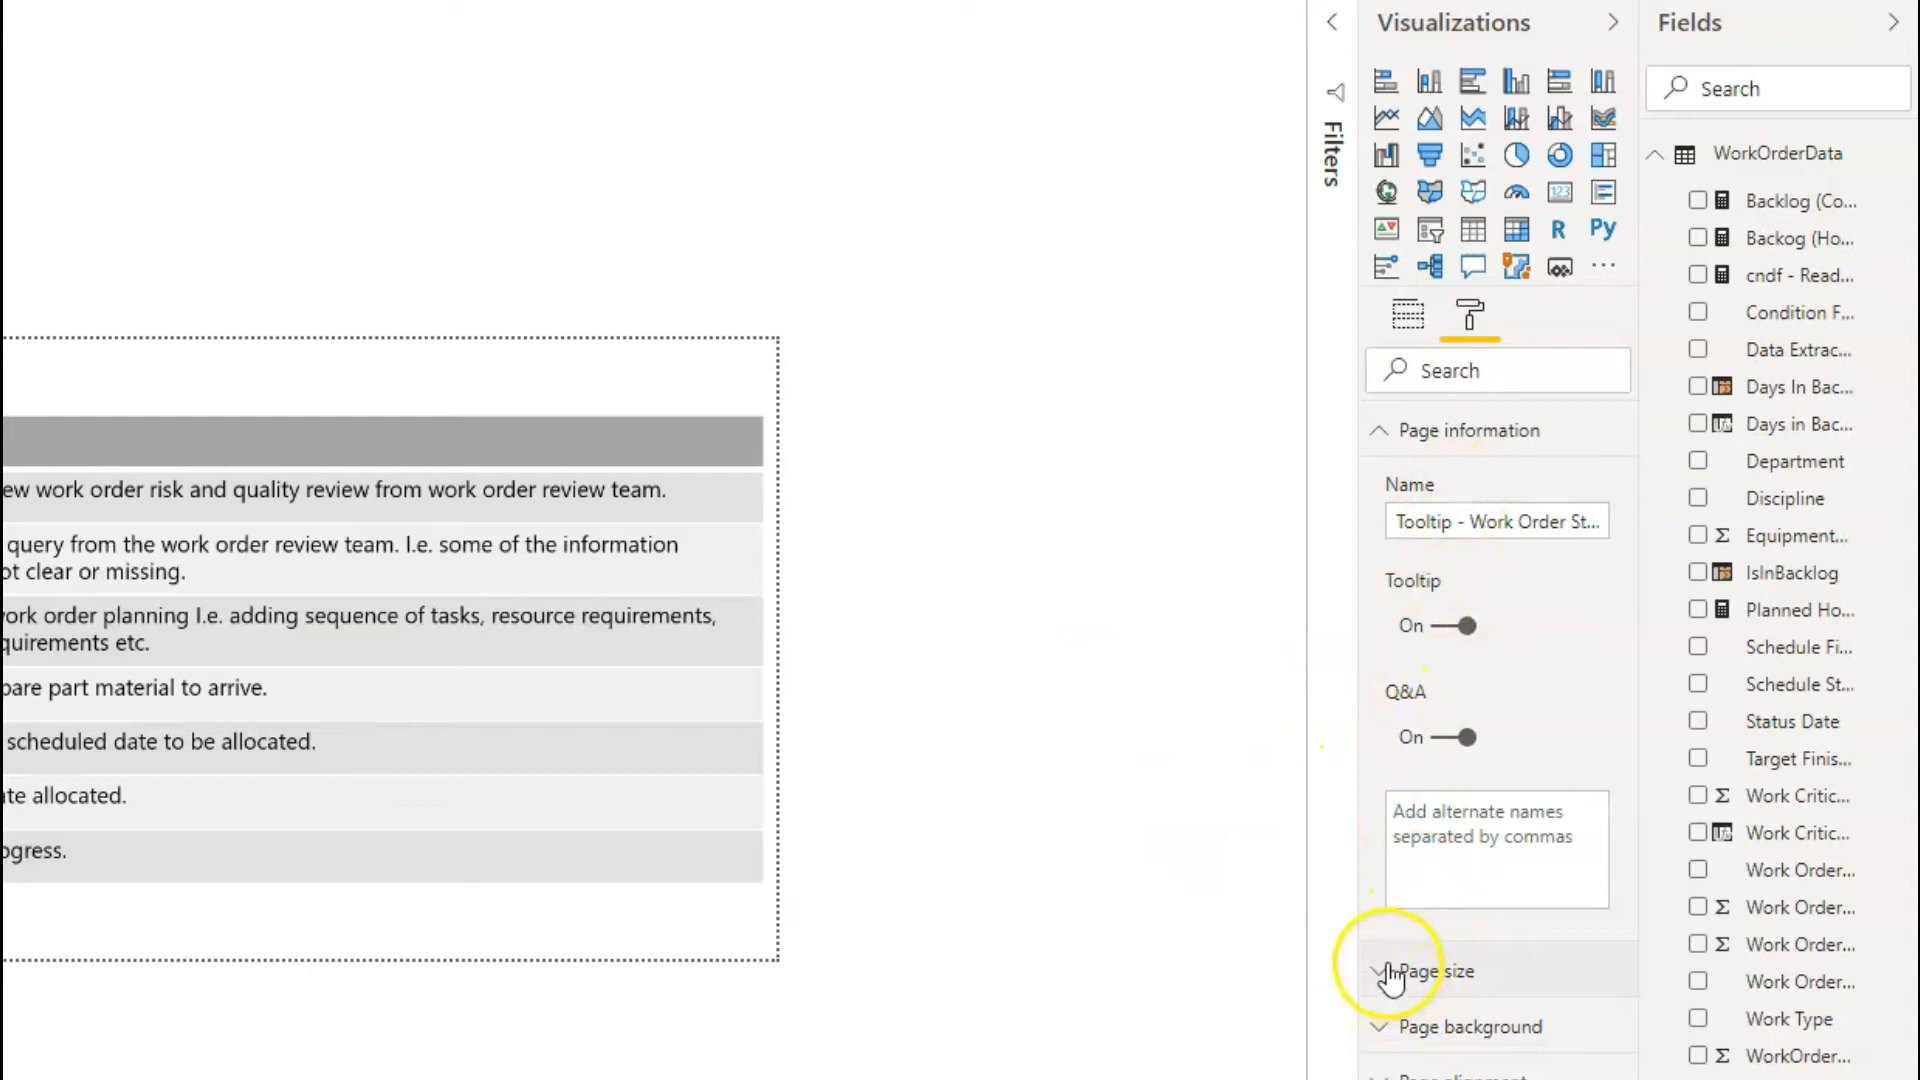 ew work order risk and quality review from work order review team.
query from the work order review team. I.e. some of the information
ot clear or missing.
ork order planning I.e. adding sequence of tasks, resource requirements,
quirements etc.
pare part material to arrive.
scheduled date to be allocated.
te allocated.
ogress.
Filters
Visualizations
R
Py
123
...
Search
Page information
Name
Tooltip - Work Order St...
Tooltip
On
Q&A
On
Add alternate names
separated by commas
Page size
Page background
Page alignment
Fields
Search
WorkOrderData
Backlog (Co...
Backog (Ho...
cndf - Read...
Condition F...
Data Extrac...
Days In Bac...
Days in Bac...
Department
Discipline
Σ Equipment...
IsInBacklog
Planned Ho...
Schedule Fi...
Schedule St...
Status Date
Target Finis...
Σ Work Critic...
Work Critic...
Work Order...
Σ Work Order...
Σ Work Order...
Work Order...
Work Type
Σ WorkOrder...